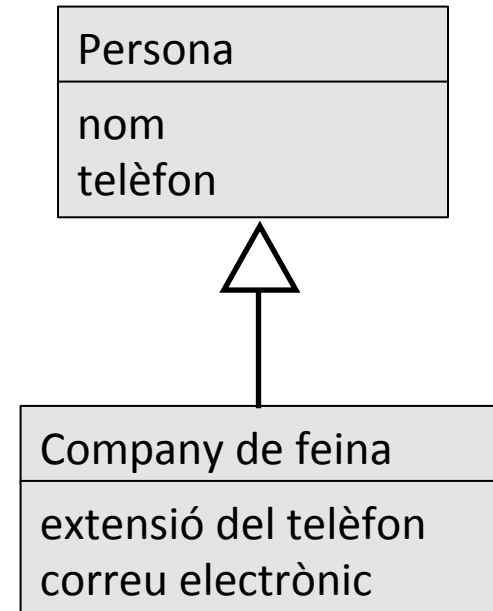 Persona
nom
telèfon
Company de feina
extensió del telèfon
correu electrònic